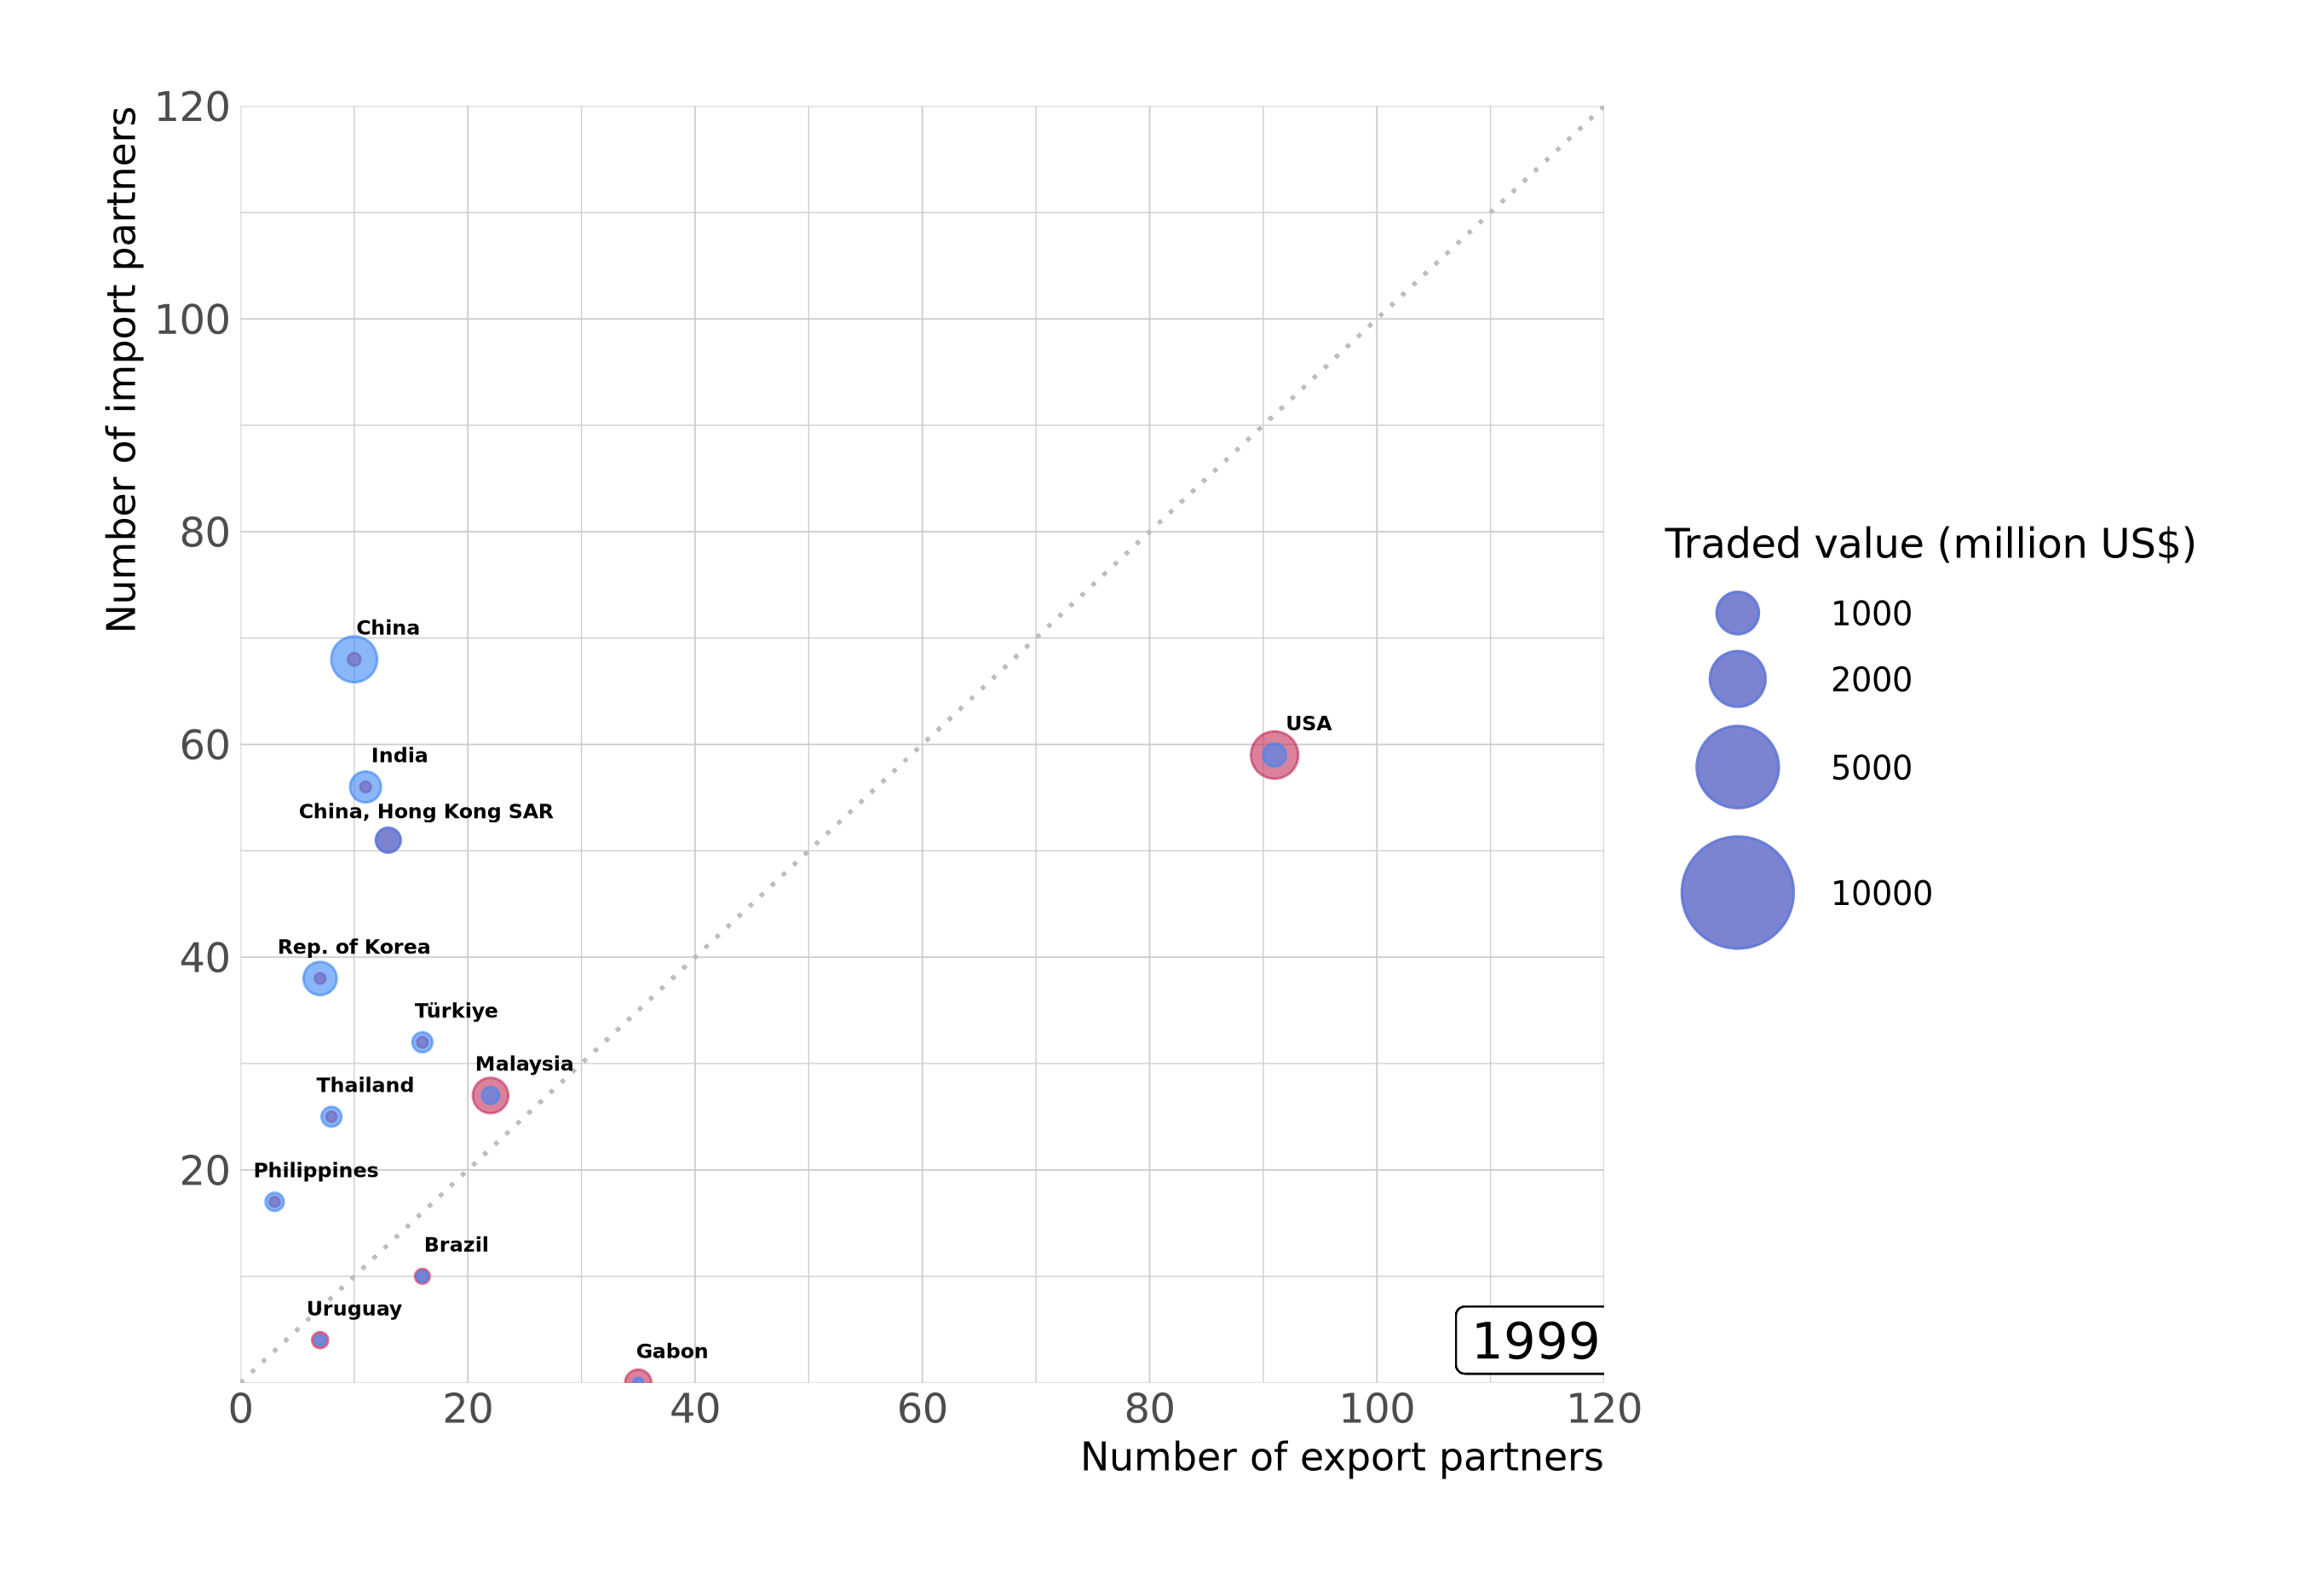 Number of import partners
120
100
80
60
40
20
China
India
China, Hong Kong SAR
USA
Rep. of Korea
Türkiye
Malaysia
Thailand
Philippines
Brazil
Uruguay
Gabon
1999
0 20 40 60 80 100 120
Number of export partners
Traded value (million US$)
1000
2000
5000
10000